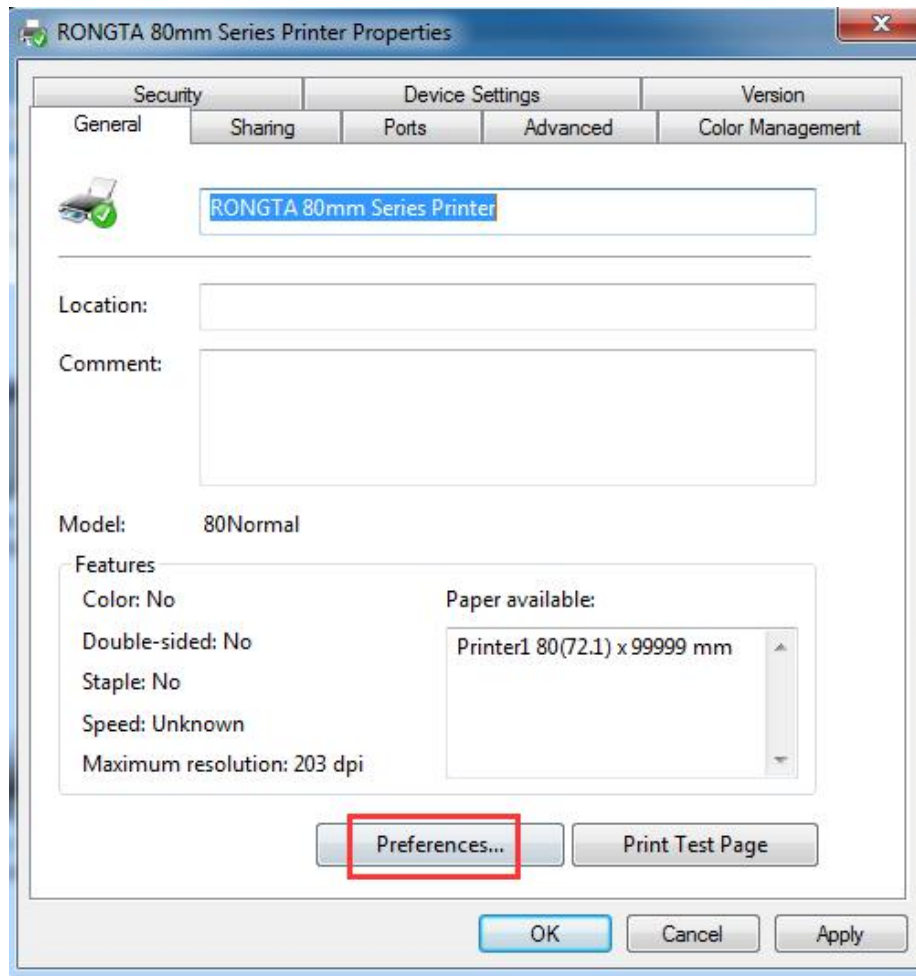 RONGTA 80mm Series Printer Properties
x
Security Device Settings Version
General Sharing Ports Advanced Color Management
RONGTA 80mm Series Printer
Location:
Comment:
Model: 80Normal
Features
Color: No
Paper available:
Double-sided: No
Printer1 80(72.1) x 99999 mm
Staple: No
Speed: Unknown
Maximum resolution: 203 dpi
Preferences... Print Test Page
OK Cancel Apply